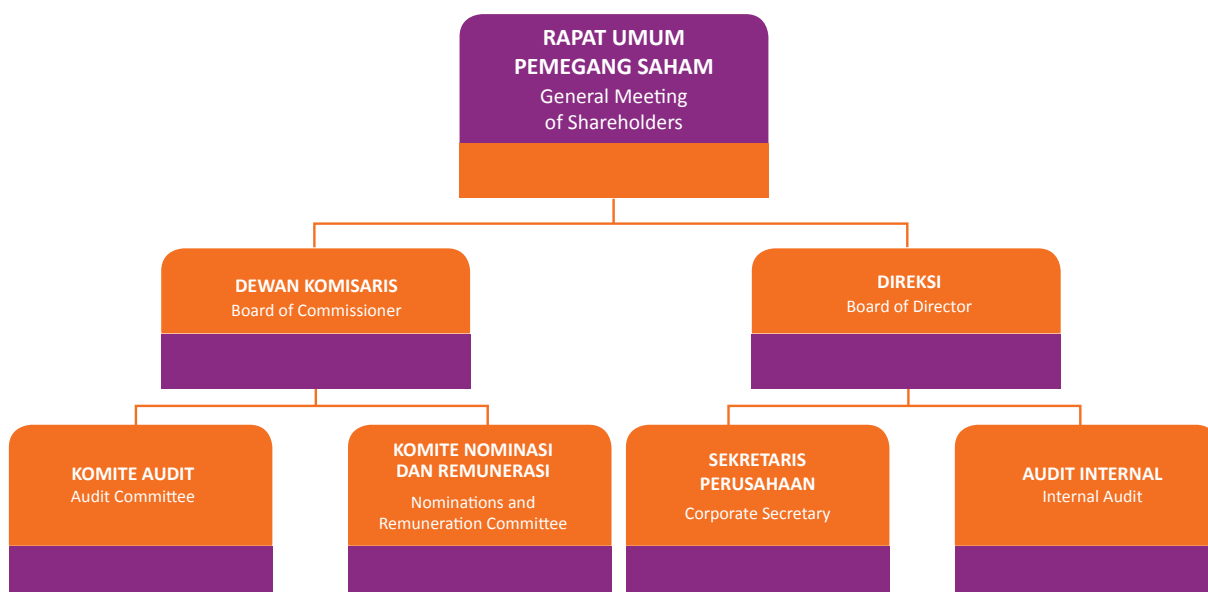 RAPAT UMUM
PEMEGANG SAHAM
General Meeting
of Shareholders
DEWAN KOMISARIS
Board of Commissioner
DIREKSI
Board of Director
KOMITE AUDIT
Audit Committee
KOMITE NOMINASI
DAN REMUNERASI
Nominations and
Remuneration Committee
SEKRETARIS
PERUSAHAAN
Corporate Secretary
AUDIT INTERNAL
Internal Audit